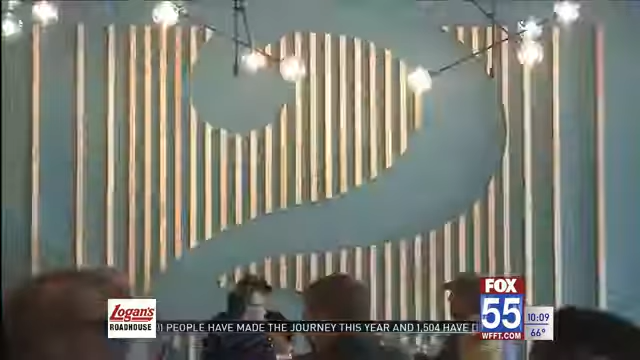 2
FOX
55
WFFT.COM
10:09
66°
Logan's
ROADHOUSE
PEOPLE HAVE MADE THE JOURNEY THIS YEAR AND 1,504 HAVE